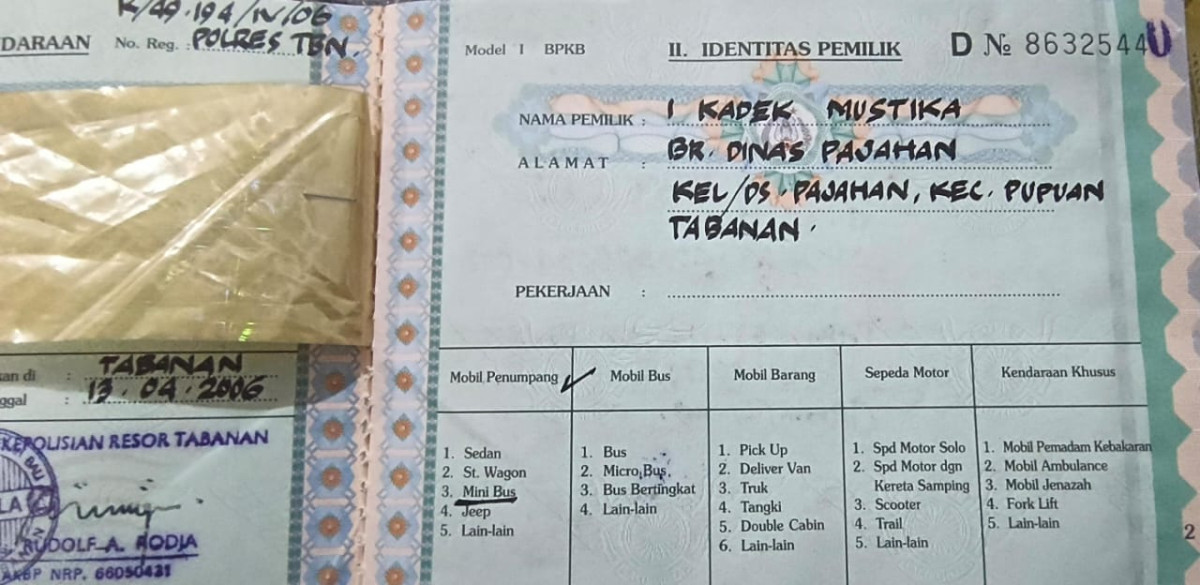 K/49.194/IV/06
DARAAN No. Reg. : POLRES TBN.
an di : TABANAN
ggal : 13.04.2006
KEPOLISIAN RESOR TABANAN
BALI
LA
RUDOLF A. RODJA
AKBP NRP. 66050431
Model I BPKB II. IDENTITAS PEMILIK D № 8632544U
NAMA PEMILIK : I KADEK MUSTIKA
ALAMAT : BR. DINAS PAJAHAN
KEL/DS. PAJAHAN, KEC. PUPUAN
TABANAN.
PEKERJAAN :
Mobil Penumpang ✓
1. Sedan
2. St. Wagon
3. Mini Bus
4. Jeep
5. Lain-lain
Mobil Bus
1. Bus
2. Micro Bus
3. Bus Bertingkat
4. Lain-lain
Mobil Barang
1. Pick Up
2. Deliver Van
3. Truk
4. Tangki
5. Double Cabin
6. Lain-lain
Sepeda Motor
1. Spd Motor Solo
2. Spd Motor dgn
Kereta Samping
3. Scooter
4. Trail
5. Lain-lain
Kendaraan Khusus
1. Mobil Pemadam Kebakaran
2. Mobil Ambulance
3. Mobil Jenazah
4. Fork Lift
5. Lain-lain
2